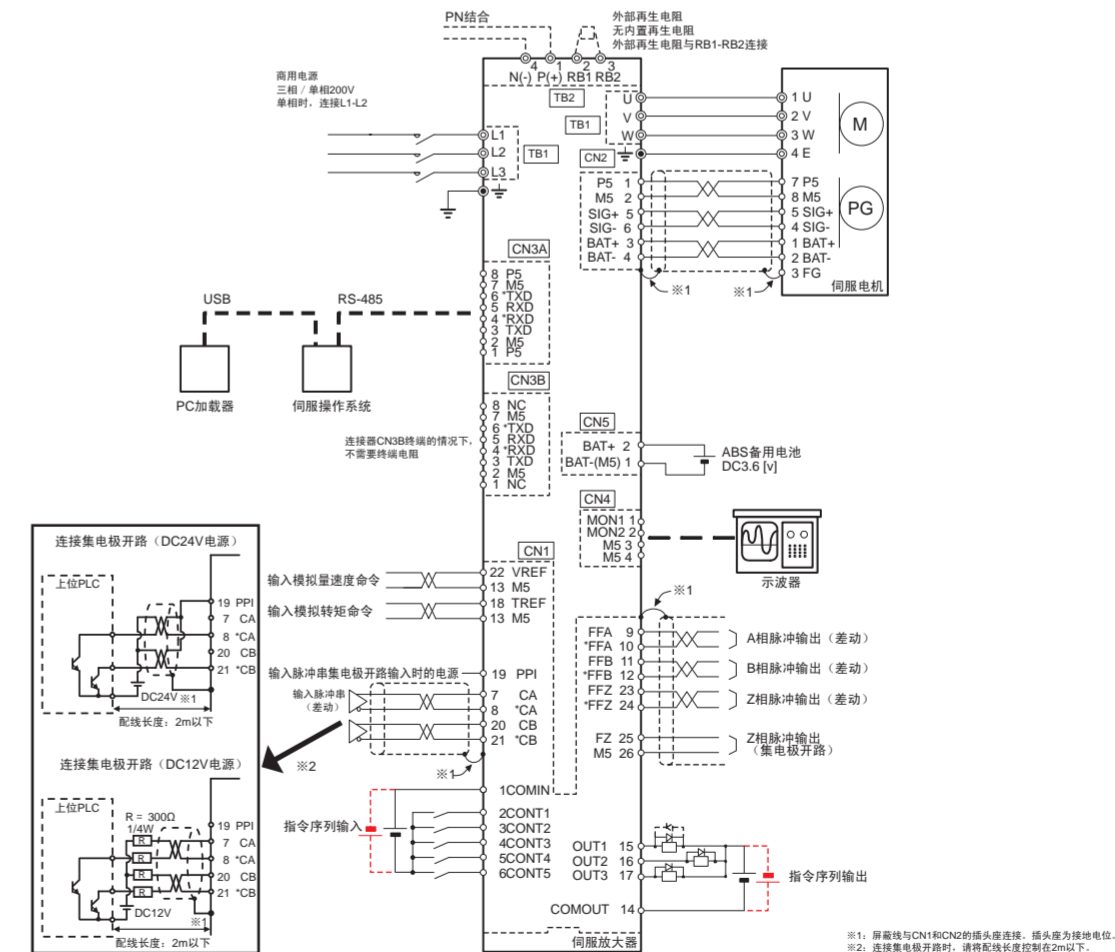 PN结合
外部再生电阻
无内置再生电阻
外部再生电阻与RB1-RB2连接
商用电源
三相 / 单相200V
单相时，连接L1-L2
4 1 2 3
N(-) P(+) RB1 RB2
TB2
TB1
U
V
W
1 U
2 V
3 W
4 E
M
L1
L2
L3
TB1
CN2
P5 1
M5 2
SIG+ 5
SIG- 6
BAT+ 3
BAT- 4
7 P5
8 M5
5 SIG+
4 SIG-
1 BAT+
2 BAT-
3 FG
PG
伺服电机
※1
※1
CN3A
8 P5
7 M5
6 *TXD
5 RXD
4 *RXD
3 TXD
2 M5
1 P5
USB
RS-485
PC加载器
伺服操作系统
CN3B
8 NC
7 M5
6 *TXD
5 RXD
4 *RXD
3 TXD
2 M5
1 NC
连接器CN3B终端的情况下，
不需要终端电阻
CN5
BAT+ 2
BAT-(M5) 1
ABS备用电池
DC3.6 [v]
CN4
MON1 1
MON2 2
M5 3
M5 4
示波器
连接集电极开路（DC24V电源）
上位PLC
19 PPI
7 CA
8 *CA
20 CB
21 *CB
DC24V
※1
配线长度：2m以下
连接集电极开路（DC12V电源）
上位PLC
R = 300Ω
1/4W
R
R
R
R
19 PPI
7 CA
8 *CA
20 CB
21 *CB
DC12V
※1
配线长度：2m以下
CN1
输入模拟量速度命令
22 VREF
13 M5
输入模拟转矩命令
18 TREF
13 M5
输入脉冲串集电极开路输入时的电源
19 PPI
输入脉冲串
（差动）
7 CA
8 *CA
20 CB
21 *CB
※2
※1
指令序列输入
1COMIN
2CONT1
3CONT2
4CONT3
5CONT4
6CONT5
※1
FFA 9
*FFA 10
FFB 11
*FFB 12
FFZ 23
*FFZ 24
FZ 25
M5 26
A相脉冲输出（差动）
B相脉冲输出（差动）
Z相脉冲输出（差动）
Z相脉冲输出
（集电极开路）
OUT1 15
OUT2 16
OUT3 17
COMOUT 14
指令序列输出
伺服放大器
※1：屏蔽线与CN1和CN2的插头座连接。插头座为接地电位。
※2：连接集电极开路时，请将配线长度控制在2m以下。